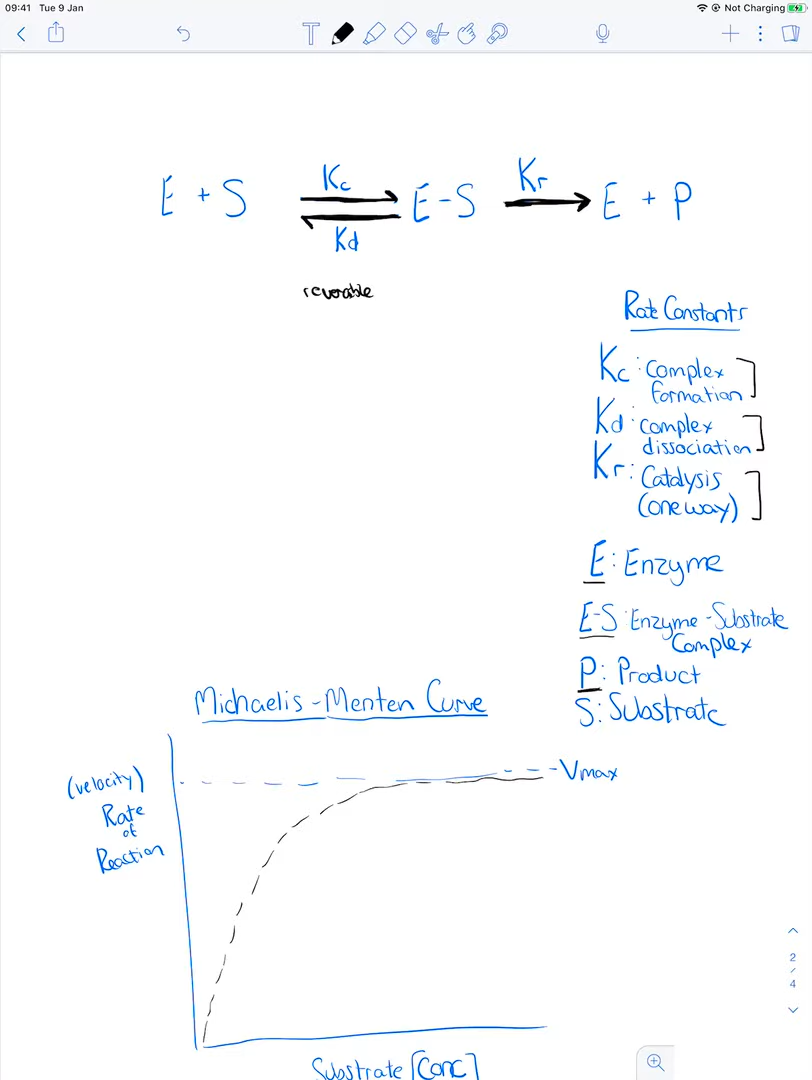 09:41 Tue 9 Jan
Not Charging
T
Kc
Kr
E + S
E - S
E + P
Kd
reverable
Rate Constants
Kc : Complex
Formation
Kd : complex
dissociation
Kr : Catalysis
(one way)
E : Enzyme
E-S : Enzyme - Substrate
Complex
P : Product
S : Substrate
Michaelis - Menten Curve
Vmax
(velocity)
Rate
of
Reaction
2
/
4
Substrate [Conc]